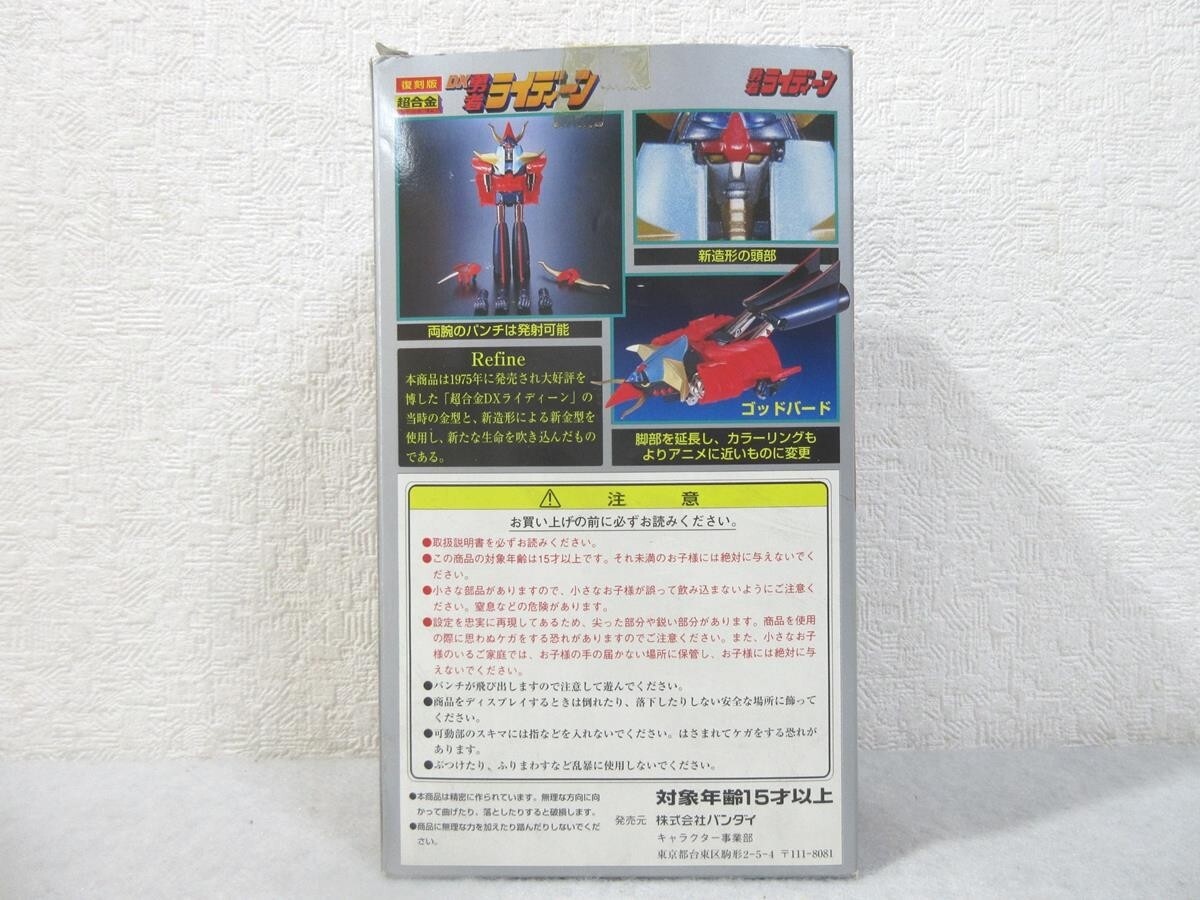 復刻版
超合金
DX勇者ライディーン
勇者ライディーン
両腕のパンチは発射可能
新造形の頭部
Refine
本商品は1975年に発売され大好評を
博した「超合金DXライディーン」の
当時の金型と、新造形による新金型を
使用し、新たな生命を吹き込んだもの
である。
ゴッドバード
脚部を延長し、カラーリングも
よりアニメに近いものに変更
注意
お買い上げの前に必ずお読みください。
●取扱説明書を必ずお読みください。
●この商品の対象年齢は15才以上です。それ未満のお子様には絶対に与えないでく
ださい。
●小さな部品がありますので、小さなお子様が誤って飲み込まないようにご注意く
ださい。窒息などの危険があります。
●設定を忠実に再現してあるため、尖った部分や鋭い部分があります。商品を使用
の際に思わぬケガをする恐れがありますのでご注意ください。また、小さなお子
様のいるご家庭では、お子様の手の届かない場所に保管し、お子様には絶対に与
えないでください。
●パンチが飛び出しますので注意して遊んでください。
●商品をディスプレイするときは倒れたり、落下したりしない安全な場所に飾って
ください。
●可動部のスキマには指などを入れないでください。はさまれてケガをする恐れが
あります。
●ぶつけたり、ふりまわすなど乱暴に使用しないでください。
●本商品は精密に作られています。無理な方向に向
かって曲げたり、落としたりすると破損します。
●商品に無理な力を加えたり踏んだりしないでくだ
さい。
対象年齢15才以上
発売元 株式会社バンダイ
キャラクター事業部
東京都台東区駒形2-5-4 〒111-8081